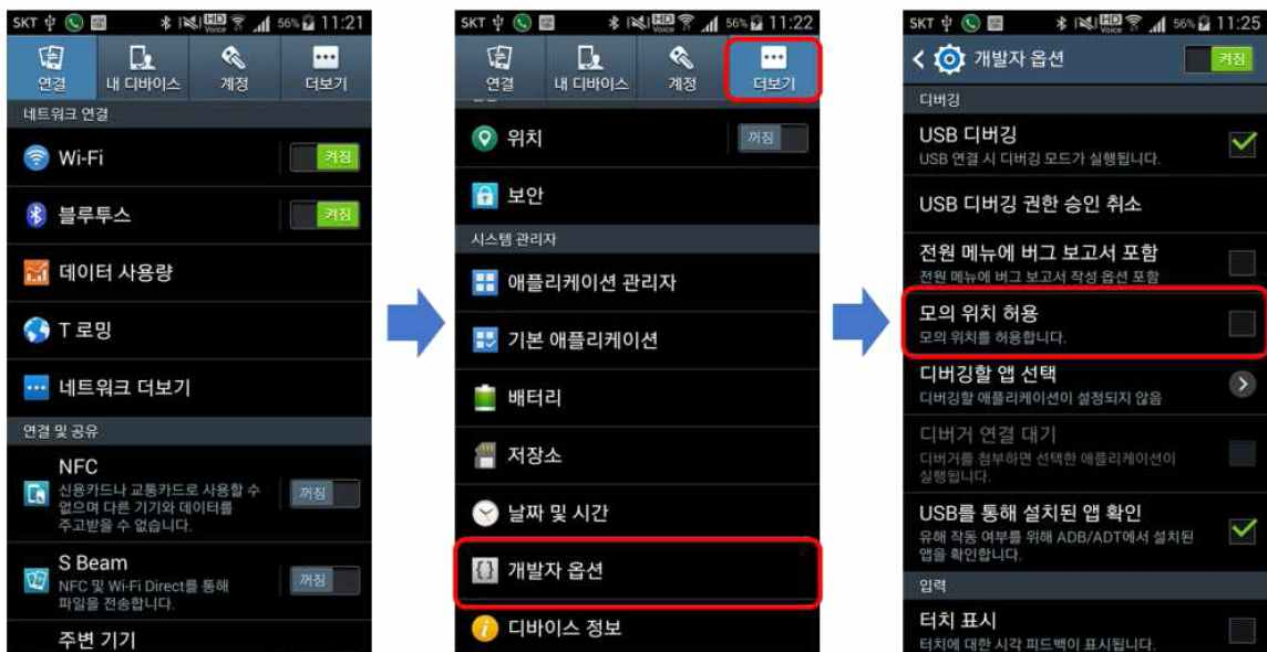 SKT HD Voice 56% 11:21
연결 내 디바이스 계정 더보기
네트워크 연결
Wi-Fi 켜짐
블루투스 켜짐
데이터 사용량
T 로밍
네트워크 더보기
연결 및 공유
NFC
신용카드나 교통카드로 사용할 수 꺼짐
없으며 다른 기기와 데이터를
주고받을 수 없습니다.
S Beam
NFC 및 Wi-Fi Direct를 통해 꺼짐
파일을 전송합니다.
주변 기기
SKT HD Voice 56% 11:22
연결 내 디바이스 계정 더보기
위치 꺼짐
보안
시스템 관리자
애플리케이션 관리자
기본 애플리케이션
배터리
저장소
날짜 및 시간
개발자 옵션
디바이스 정보
SKT HD Voice 56% 11:25
개발자 옵션 켜짐
디버깅
USB 디버깅
USB 연결 시 디버깅 모드가 실행됩니다.
USB 디버깅 권한 승인 취소
전원 메뉴에 버그 보고서 포함
전원 메뉴에 버그 보고서 작성 옵션 포함
모의 위치 허용
모의 위치를 허용합니다.
디버깅할 앱 선택
디버깅할 애플리케이션이 설정되지 않음
디버거 연결 대기
디버거를 첨부하면 선택한 애플리케이션이
실행됩니다.
USB를 통해 설치된 앱 확인
유해 작동 여부를 위해 ADB/ADT에서 설치된
앱을 확인합니다.
입력
터치 표시
터치에 대한 시각 피드백이 표시됩니다.